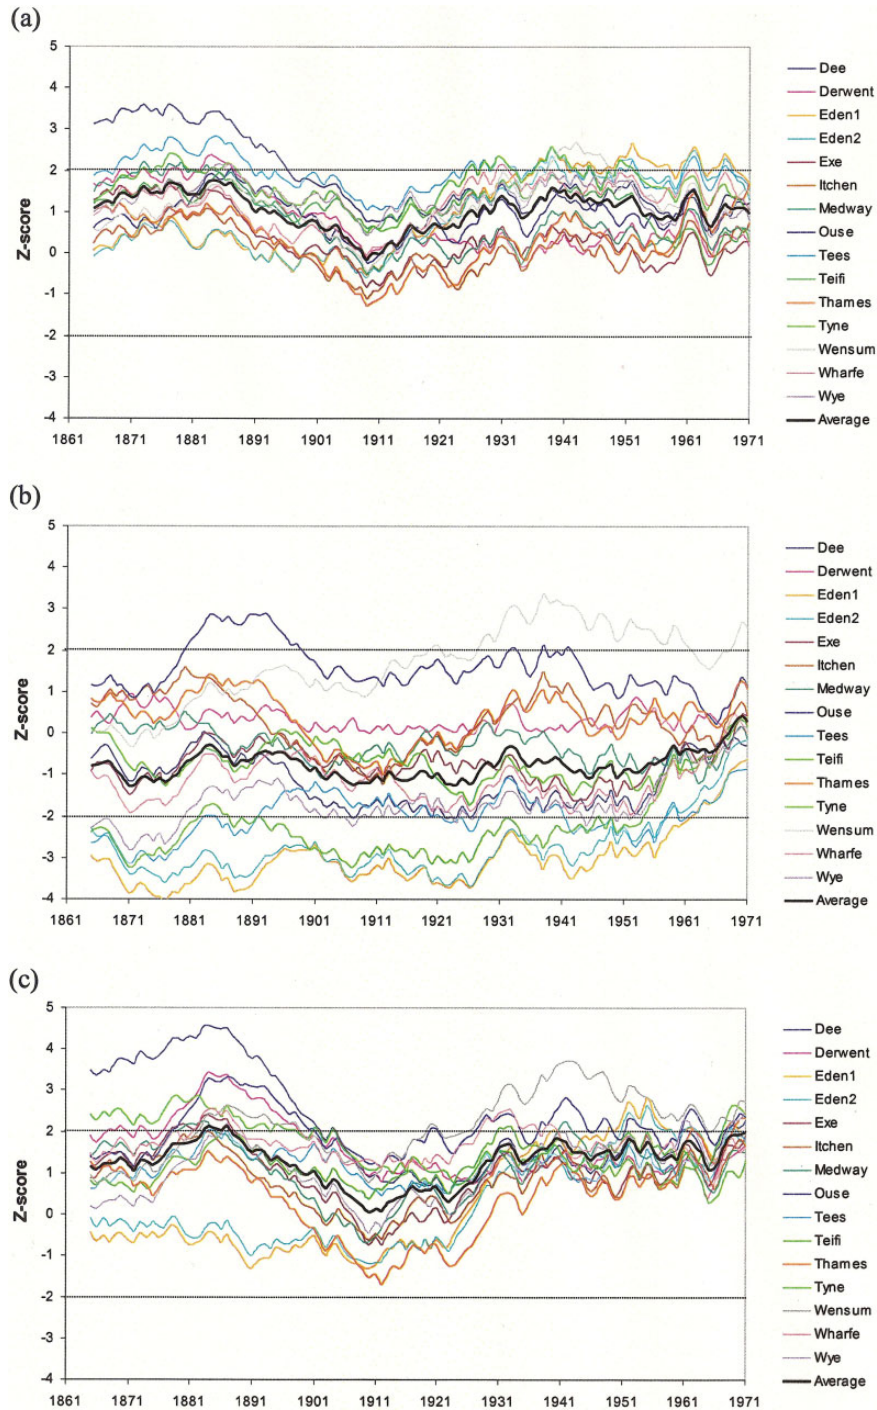 (a)
5
4
3
2
1
0
-1
-2
-3
-4
Z-score
1861 1871 1881 1891 1901 1911 1921 1931 1941 1951 1961 1971
Dee
Derwent
Eden1
Eden2
Exe
Itchen
Medway
Ouse
Tees
Teifi
Thames
Tyne
Wensum
Wharfe
Wye
Average
(b)
5
4
3
2
1
0
-1
-2
-3
-4
Z-score
1861 1871 1881 1891 1901 1911 1921 1931 1941 1951 1961 1971
Dee
Derwent
Eden1
Eden2
Exe
Itchen
Medway
Ouse
Tees
Teifi
Thames
Tyne
Wensum
Wharfe
Wye
Average
(c)
5
4
3
2
1
0
-1
-2
-3
-4
Z-score
1861 1871 1881 1891 1901 1911 1921 1931 1941 1951 1961 1971
Dee
Derwent
Eden1
Eden2
Exe
Itchen
Medway
Ouse
Tees
Teifi
Thames
Tyne
Wensum
Wharfe
Wye
Average